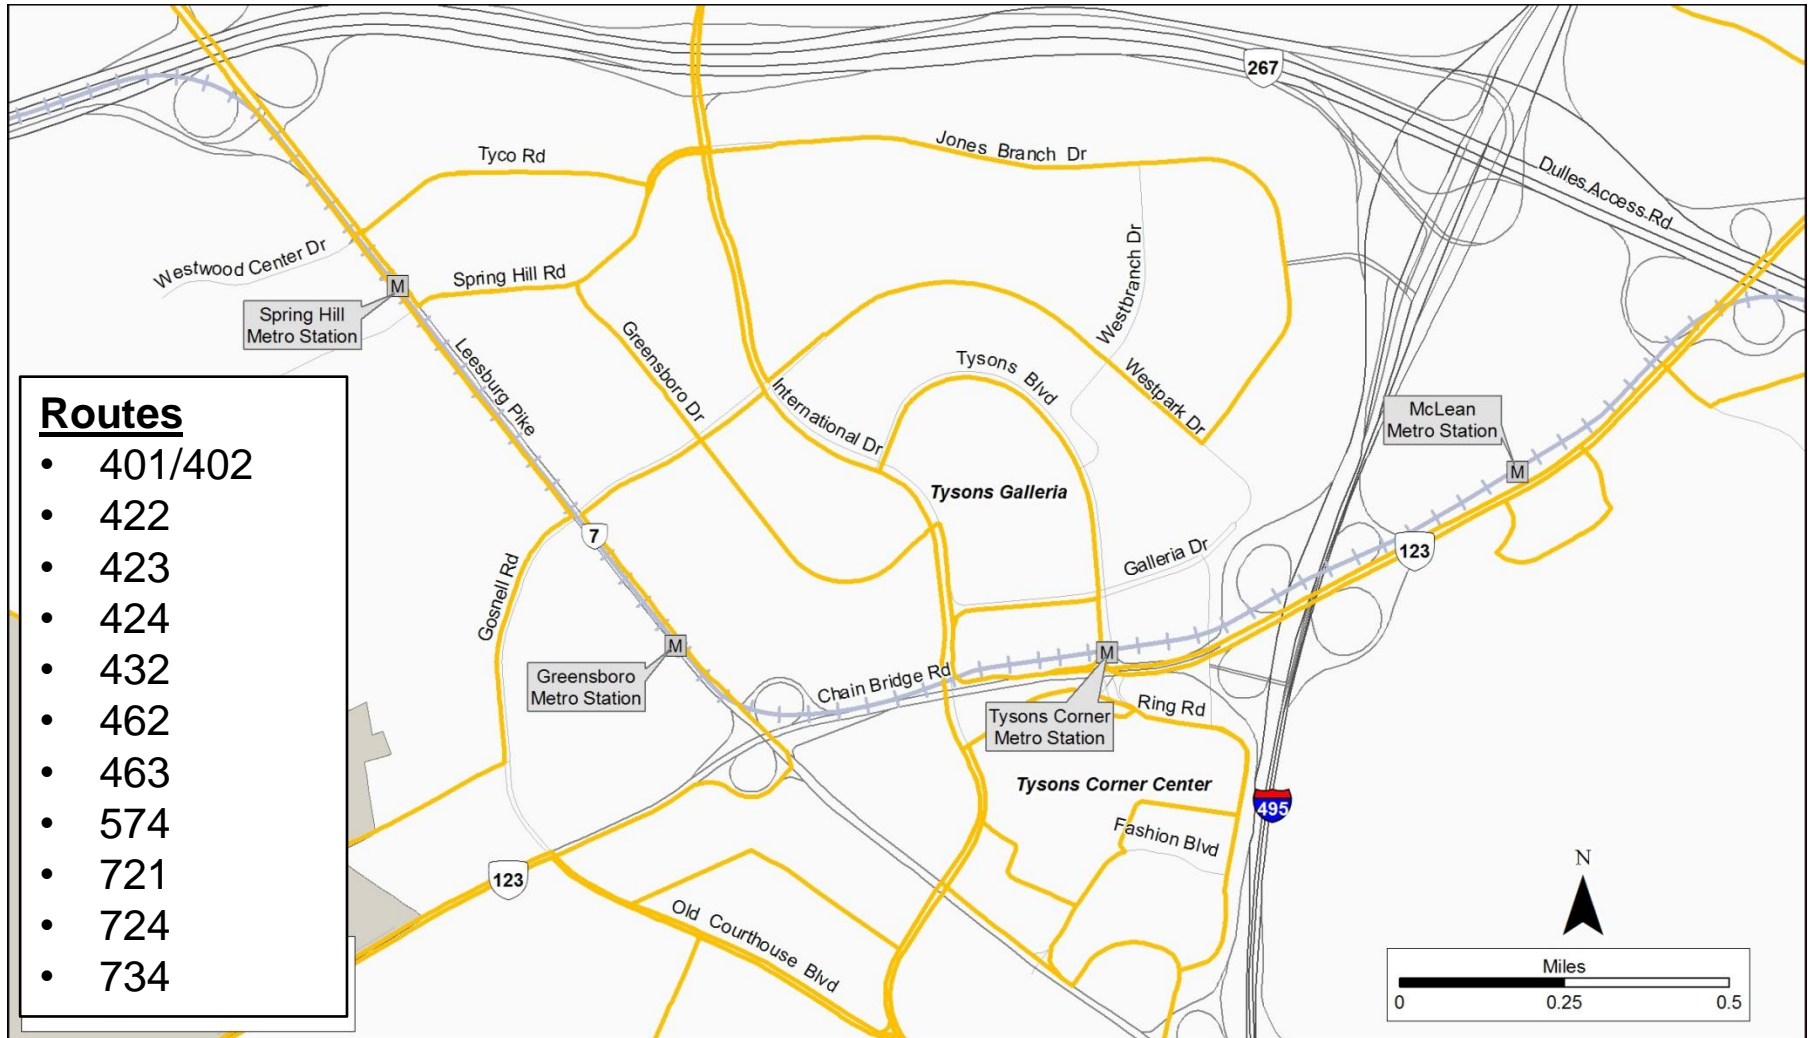 267
Jones Branch Dr
Tyco Rd
Dulles Access Rd
Westwood Center Dr
Spring Hill Rd
M
Spring Hill
Metro Station
Westbranch Dr
Greensboro Dr
Leesburg Pike
Tysons Blvd
International Dr
Westpark Dr
McLean
Metro Station
M
Routes
• 401/402
• 422
• 423
• 424
• 432
• 462
• 463
• 574
• 721
• 724
• 734
Tysons Galleria
7
Gosnell Rd
Galleria Dr
123
M
Greensboro
Metro Station
Chain Bridge Rd
M
Tysons Corner
Metro Station
Ring Rd
Tysons Corner Center
495
Fashion Blvd
123
Old Courthouse Blvd
N
Miles
0 0.25 0.5